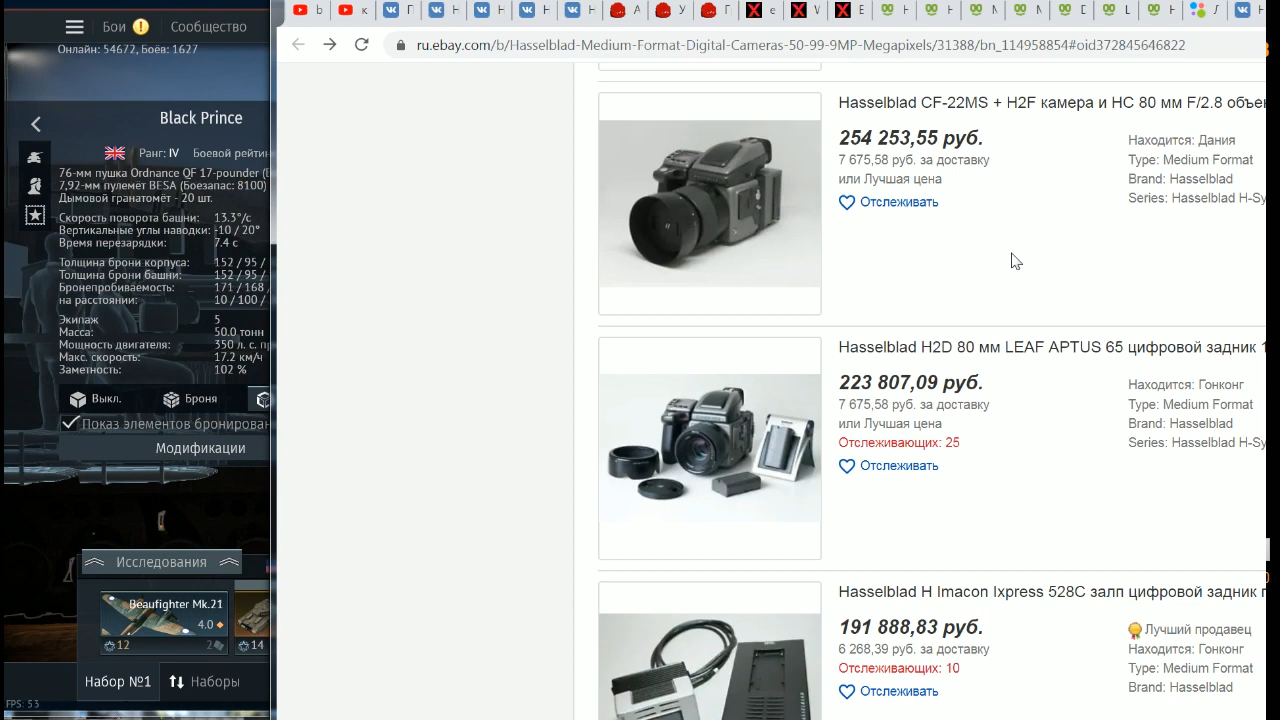 Бои
Сообщество
Онлайн: 54672, Боёв: 1627
Black Prince
Ранг: IV Боевой рейтин
76-мм пушка Ordnance QF 17-pounder (
7,92-мм пулемёт BESA (Боезапас: 8100)
Дымовой гранатомёт - 20 шт.
Скорость поворота башни: 13.3°/с
Вертикальные углы наводки: -10 / 20°
Время перезарядки: 7.4 с
Толщина брони корпуса: 152 / 95 /
Толщина брони башни: 152 / 95 /
Бронепробиваемость: 171 / 168 /
на расстоянии: 10 / 100 /
Экипаж 5
Масса: 50.0 тонн
Мощность двигателя: 350 л. с. п
Макс. скорость: 17.2 км/ч
Заметность: 102 %
Выкл. Броня
Показ элементов бронирован
Модификации
Исследования
Beaufighter Mk.21
4.0
12 2 14
Набор №1 Наборы
FPS: 53
ru.ebay.com/b/Hasselblad-Medium-Format-Digital-Cameras-50-99-9MP-Megapixels/31388/bn_114958854#oid372845646822
Hasselblad CF-22MS + H2F камера и HC 80 мм F/2.8 объе
254 253,55 руб.
7 675,58 руб. за доставку
или Лучшая цена
Отслеживать
Находится: Дания
Type: Medium Format
Brand: Hasselblad
Series: Hasselblad H-Sy
Hasselblad H2D 80 мм LEAF APTUS 65 цифровой задник 1
223 807,09 руб.
7 675,58 руб. за доставку
или Лучшая цена
Отслеживающих: 25
Отслеживать
Находится: Гонконг
Type: Medium Format
Brand: Hasselblad
Series: Hasselblad H-Sy
Hasselblad H Imacon Ixpress 528C залп цифровой задник
191 888,83 руб.
6 268,39 руб. за доставку
Отслеживающих: 10
Отслеживать
Лучший продавец
Находится: Гонконг
Type: Medium Format
Brand: Hasselblad